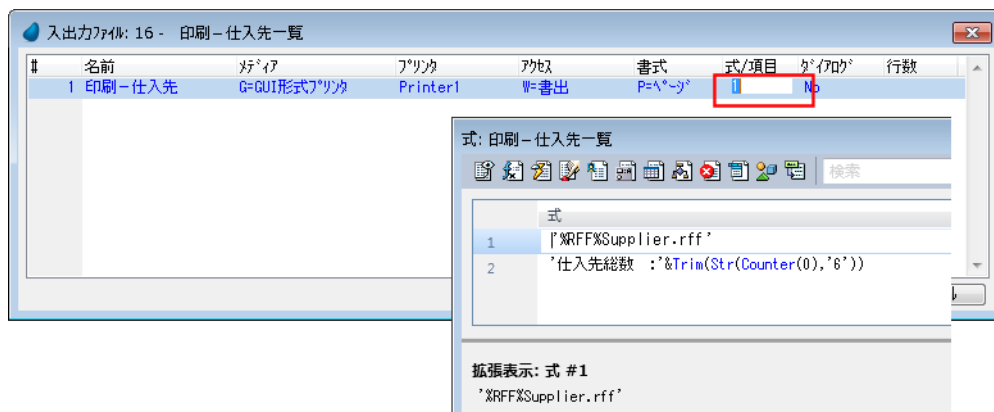 入出力ﾌｧｲﾙ: 16 -　印刷－仕入先一覧
# 名前 ﾒﾃﾞｨｱ ﾌﾟﾘﾝﾀ ｱｸｾｽ 書式 式/項目 ﾀﾞｲｱﾛｸﾞ 行数
1 印刷－仕入先 G=GUI形式ﾌﾟﾘﾝﾀ Printer1 W=書出 P=ﾍﾟｰｼﾞ 1 No
式: 印刷－仕入先一覧
検索
式
1 '%RFF%Supplier.rff'
2 '仕入先総数　:'&Trim(Str(Counter(0),'6'))
拡張表示: 式 #1
'%RFF%Supplier.rff'